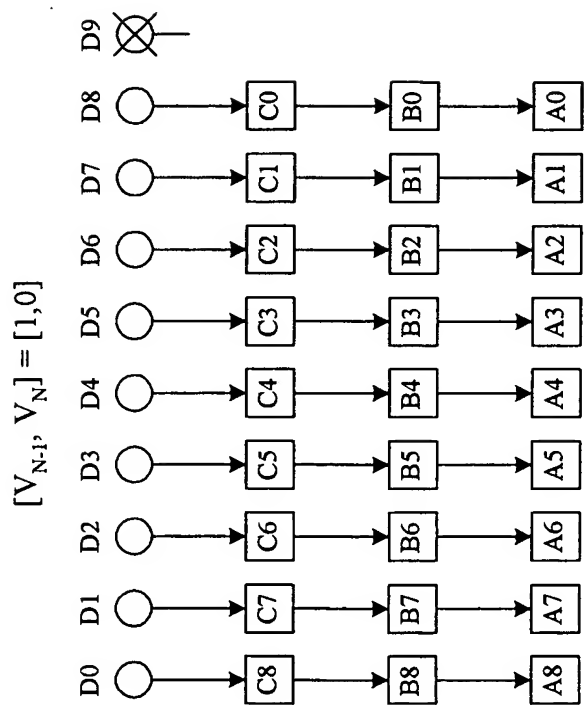 [V_{N-1}, V_N] = [1,0]
D0 D1 D2 D3 D4 D5 D6 D7 D8 D9
C8 C7 C6 C5 C4 C3 C2 C1 C0
B8 B7 B6 B5 B4 B3 B2 B1 B0
A8 A7 A6 A5 A4 A3 A2 A1 A0